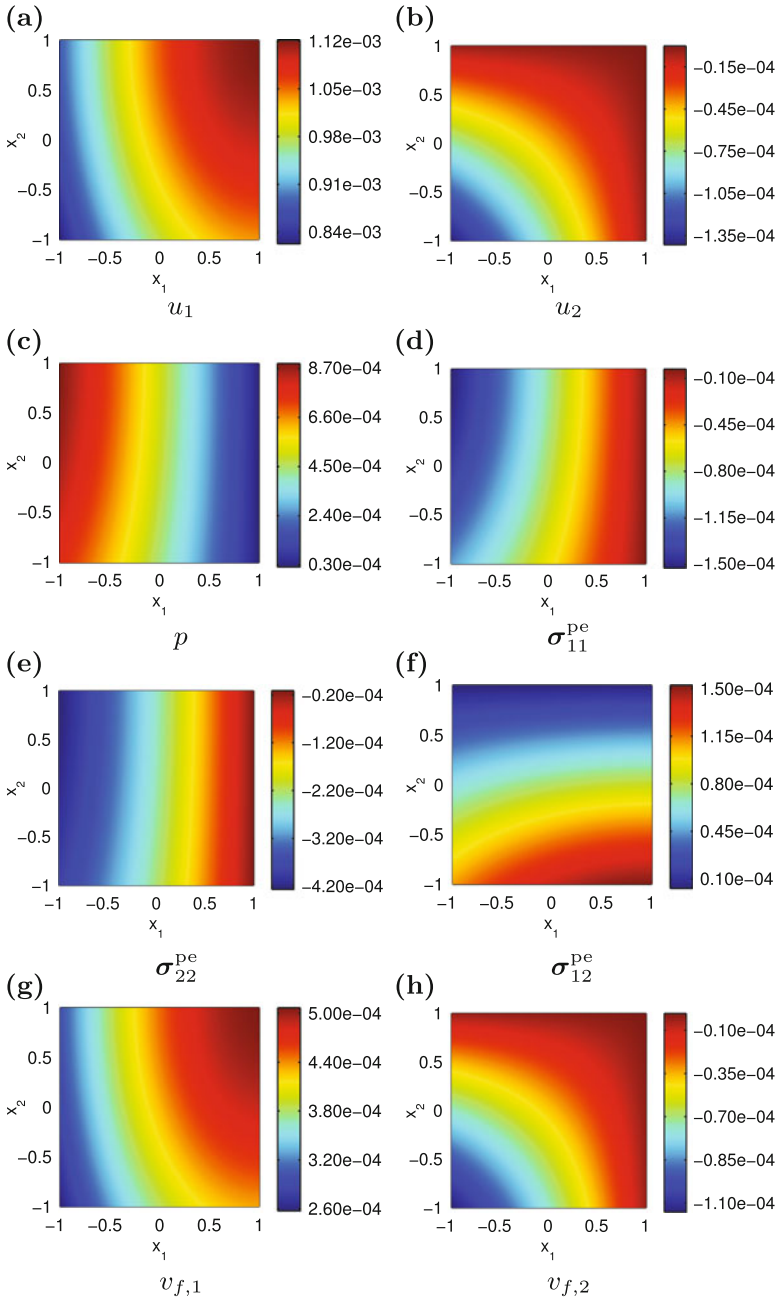 (a)
(b)
1 1.12e−03
0.5 1.05e−03
x2 0 0.98e−03
−0.5 0.91e−03
−1 0.84e−03
−1 −0.5 0 0.5 1
x1
u1
1 −0.15e−04
0.5 −0.45e−04
x2 0 −0.75e−04
−0.5 −1.05e−04
−1 −1.35e−04
−1 −0.5 0 0.5 1
x1
u2
(c)
(d)
1 8.70e−04
0.5 6.60e−04
x2 0 4.50e−04
−0.5 2.40e−04
−1 0.30e−04
−1 −0.5 0 0.5 1
x1
p
1 −0.10e−04
0.5 −0.45e−04
x2 0 −0.80e−04
−0.5 −1.15e−04
−1 −1.50e−04
−1 −0.5 0 0.5 1
x1
σ11pe
(e)
(f)
1 −0.20e−04
0.5 −1.20e−04
x2 0 −2.20e−04
−0.5 −3.20e−04
−1 −4.20e−04
−1 −0.5 0 0.5 1
x1
σ22pe
1 1.50e−04
0.5 1.15e−04
x2 0 0.80e−04
−0.5 0.45e−04
−1 0.10e−04
−1 −0.5 0 0.5 1
x1
σ12pe
(g)
(h)
1 5.00e−04
0.5 4.40e−04
x2 0 3.80e−04
−0.5 3.20e−04
−1 2.60e−04
−1 −0.5 0 0.5 1
x1
vf,1
1 −0.10e−04
0.5 −0.35e−04
x2 0 −0.70e−04
−0.5 −0.85e−04
−1 −1.10e−04
−1 −0.5 0 0.5 1
x1
vf,2